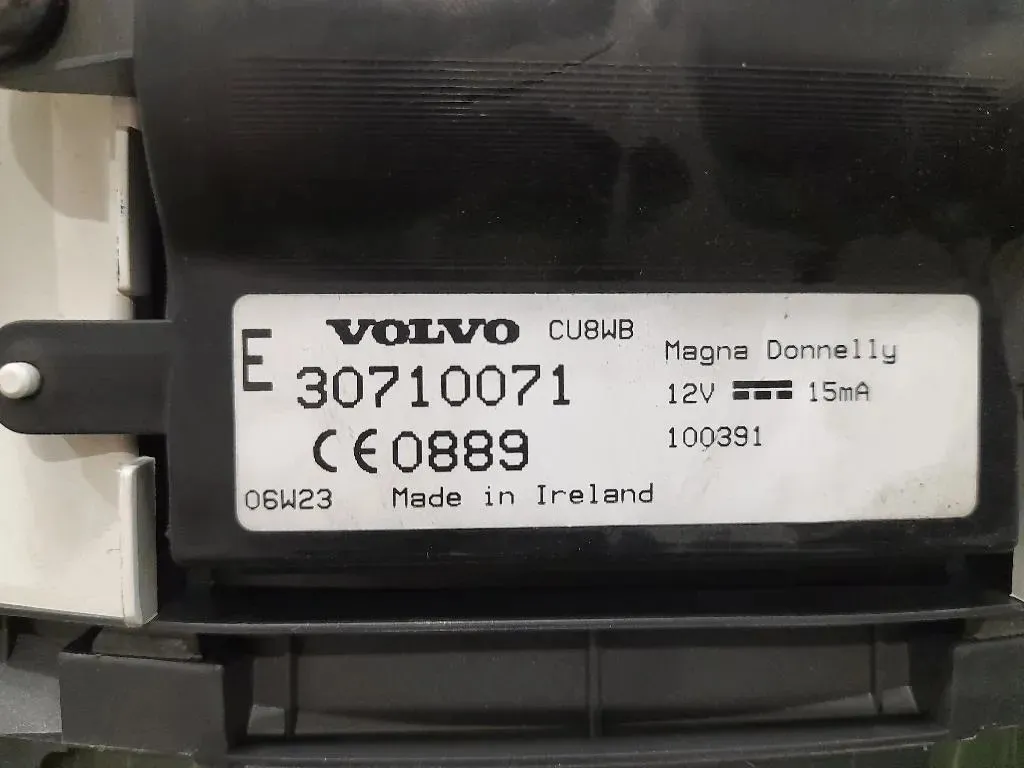 E
VOLVO CU8WB
30710071
CE0889
06W23 Made in Ireland
Magna Donnelly
12V 15mA
100391